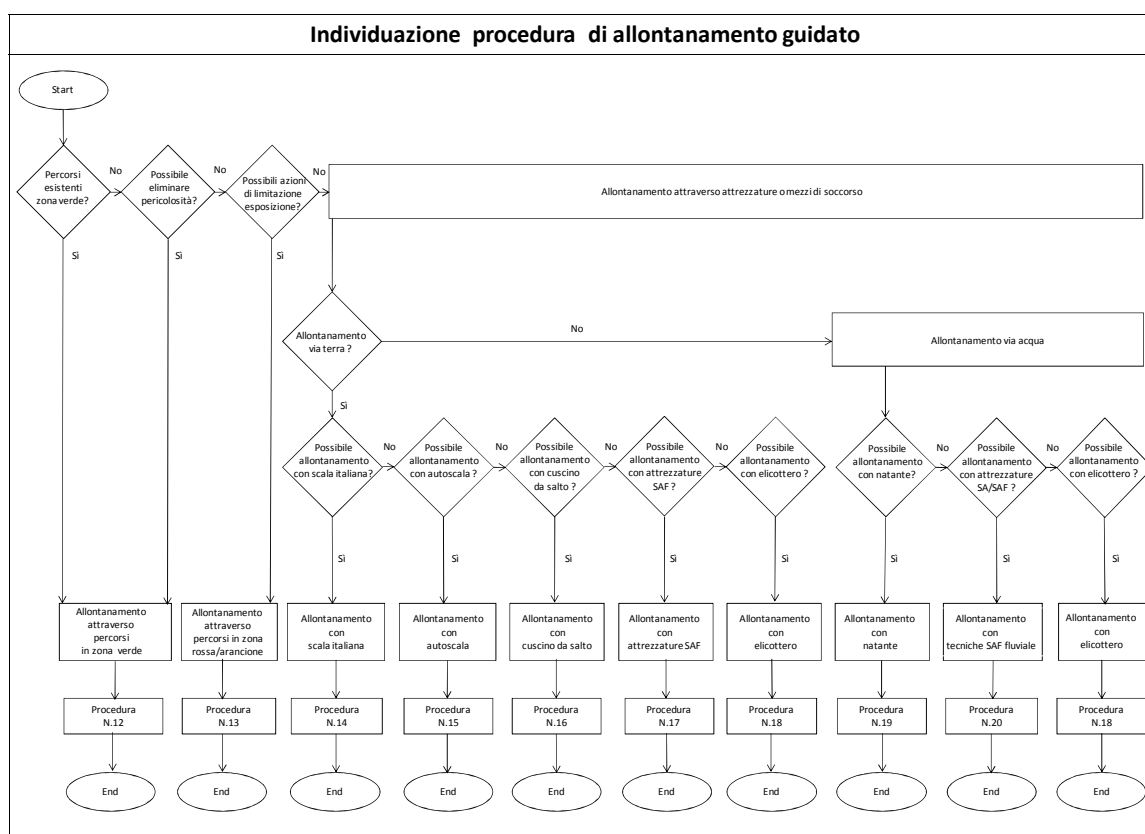 Individuazione procedura di allontanamento guidato
Start
Percorsi
esistenti
zona verde?
No
Possibile
eliminare
pericolosità?
No
Possibili azioni
di limitazione
esposizione?
No
Allontanamento attraverso attrezzature o mezzi di soccorso
Sì
Sì
Sì
Allontanamento
via terra ?
No
Allontanamento via acqua
Sì
Possibile
allontanamento
con scala italiana?
No
Possibile
allontanamento
con autoscala ?
No
Possibile
allontanamento
con cuscino
da salto ?
No
Possibile
allontanamento
con attrezzature
SAF ?
No
Possibile
allontanamento
con elicottero ?
Possibile
allontanamento
con natante?
No
Possibile
allontanamento
con attrezzature
SA/SAF ?
No
Possibile
allontanamento
con elicottero ?
Sì
Sì
Sì
Sì
Sì
Sì
Sì
Sì
Allontanamento
attraverso
percorsi
in zona verde
Allontanamento
attraverso
percorsi in zona
rossa/arancione
Allontanamento
con
scala italiana
Allontanamento
con
autoscala
Allontanamento
con
cuscino da salto
Allontanamento
con
attrezzature SAF
Allontanamento
con
elicottero
Allontanamento
con
natante
Allontanamento
con
tecniche SAF fluviale
Allontanamento
con
elicottero
Procedura
N.12
Procedura
N.13
Procedura
N.14
Procedura
N.15
Procedura
N.16
Procedura
N.17
Procedura
N.18
Procedura
N.19
Procedura
N.20
Procedura
N.18
End
End
End
End
End
End
End
End
End
End